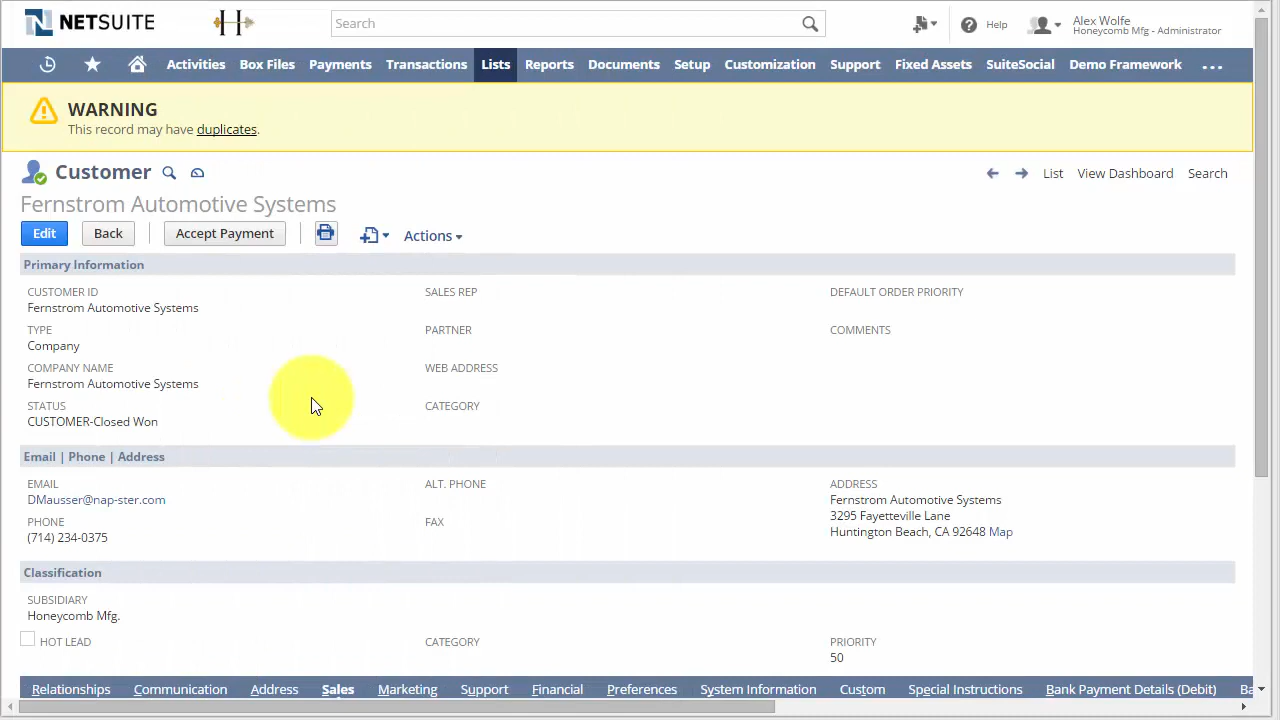 NETSUITE
H
Search
Help
Alex Wolfe
Honeycomb Mfg - Administrator
Activities Box Files Payments Transactions Lists Reports Documents Setup Customization Support Fixed Assets SuiteSocial Demo Framework ...
WARNING
This record may have duplicates.
Customer
List View Dashboard Search
Fernstrom Automotive Systems
Edit Back Accept Payment Actions
Primary Information
CUSTOMER ID SALES REP DEFAULT ORDER PRIORITY
Fernstrom Automotive Systems
TYPE PARTNER COMMENTS
Company
COMPANY NAME WEB ADDRESS
Fernstrom Automotive Systems
STATUS CATEGORY
CUSTOMER-Closed Won
Email | Phone | Address
EMAIL ALT. PHONE ADDRESS
DMausser@nap-ster.com Fernstrom Automotive Systems
3295 Fayetteville Lane
PHONE FAX
Huntington Beach, CA 92648 Map
(714) 234-0375
Classification
SUBSIDIARY
Honeycomb Mfg.
HOT LEAD CATEGORY PRIORITY
50
Relationships Communication Address Sales Marketing Support Financial Preferences System Information Custom Special Instructions Bank Payment Details (Debit) Ba